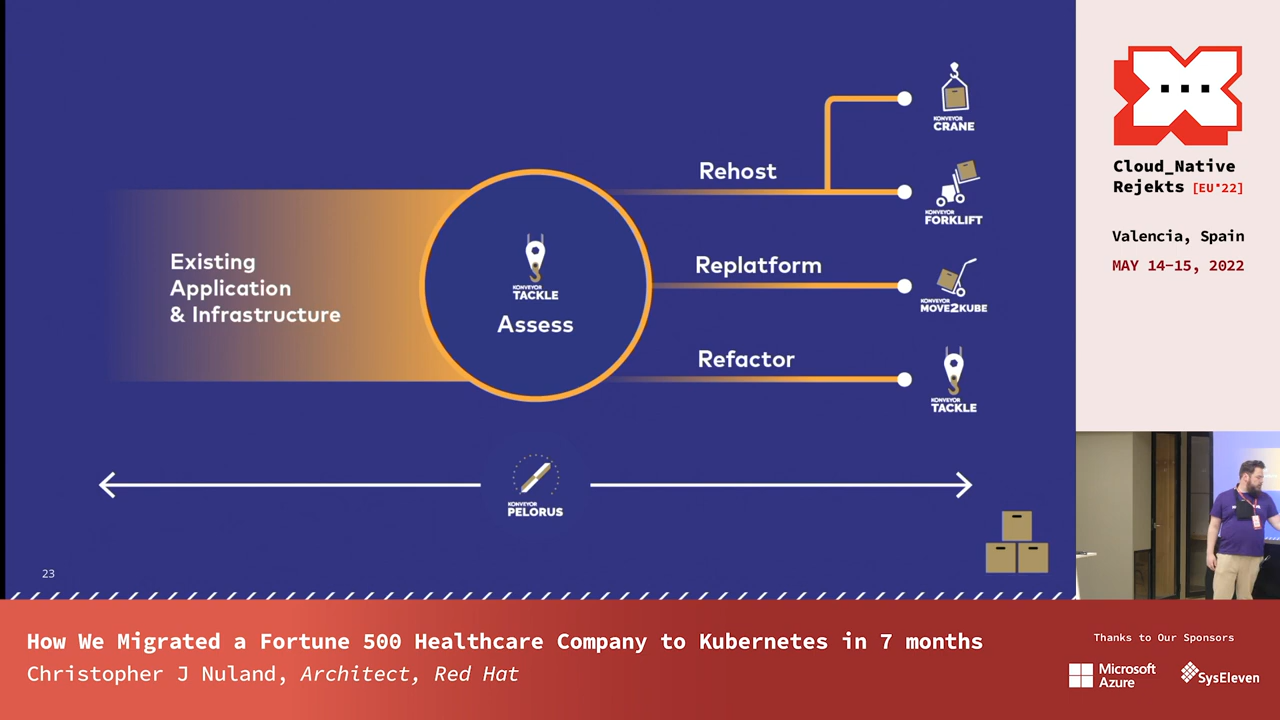 Existing
Application
& Infrastructure
KONVEYOR
TACKLE
Assess
Rehost
Replatform
Refactor
KONVEYOR
CRANE
KONVEYOR
FORKLIFT
KONVEYOR
MOVE2KUBE
KONVEYOR
TACKLE
KONVEYOR
PELORUS
23
Cloud_Native
Rejekts [EU*22]
Valencia, Spain
MAY 14-15, 2022
How We Migrated a Fortune 500 Healthcare Company to Kubernetes in 7 months
Christopher J Nuland, Architect, Red Hat
Thanks to Our Sponsors
Microsoft
Azure
SysEleven